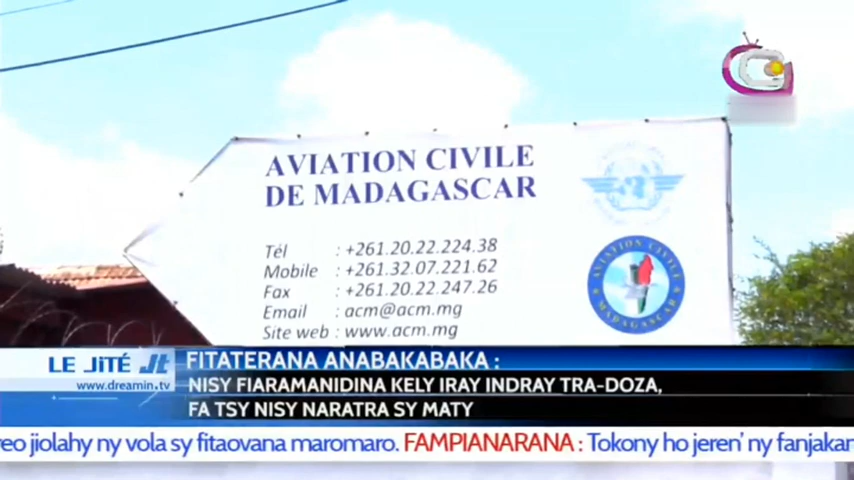 AVIATION CIVILE
DE MADAGASCAR
Tél : +261.20.22.224.38
Mobile : +261.32.07.221.62
Fax : +261.20.22.247.26
Email : acm@acm.mg
Site web : www.acm.mg
AVIATION CIVILE
MADAGASCAR
LE JiTé Jt
www.dreamin.tv
FITATERANA ANABAKABAKA :
NISY FIARAMANIDINA KELY IRAY INDRAY TRA-DOZA,
FA TSY NISY NARATRA SY MATY
eo jiolahy ny vola sy fitaovana maromaro. FAMPIANARANA : Tokony ho jeren' ny fanjakan